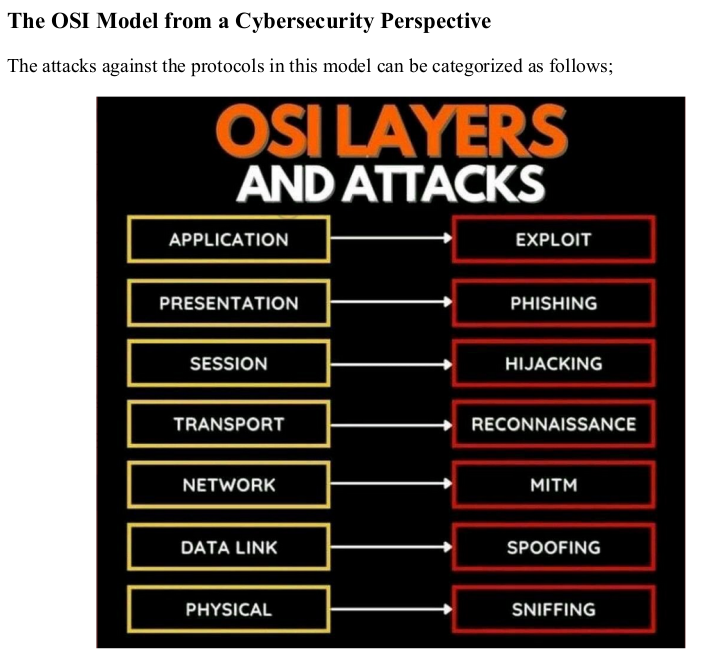 The OSI Model from a Cybersecurity Perspective
The attacks against the protocols in this model can be categorized as follows;
OSI LAYERS
AND ATTACKS
APPLICATION EXPLOIT
PRESENTATION PHISHING
SESSION HIJACKING
TRANSPORT RECONNAISSANCE
NETWORK MITM
DATA LINK SPOOFING
PHYSICAL SNIFFING